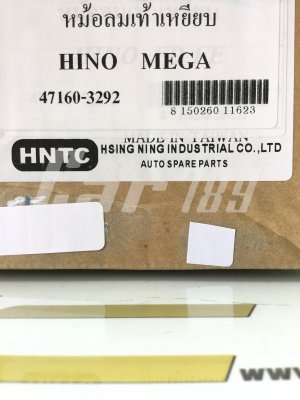 หม้อลมเท้าเหยียบ
HINO MEGA
47160-3292
8 150260 11623
MADE IN TAIWAN
HNTC HSING NING INDUSTRIAL CO.,LTD
AUTO SPARE PARTS
Car189